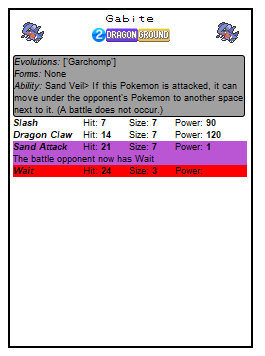 Gabite
2 DRAGON GROUND
Evolutions: ['Garchomp']
Forms: None
Ability: Sand Veil> If this Pokemon is attacked, it can
move under the opponent's Pokemon to another space
next to it. (A battle does not occur.)
Slash Hit: 7 Size: 7 Power: 90
Dragon Claw Hit: 14 Size: 7 Power: 120
Sand Attack Hit: 21 Size: 7 Power: 1
The battle opponent now has Wait
Wait Hit: 24 Size: 3 Power: